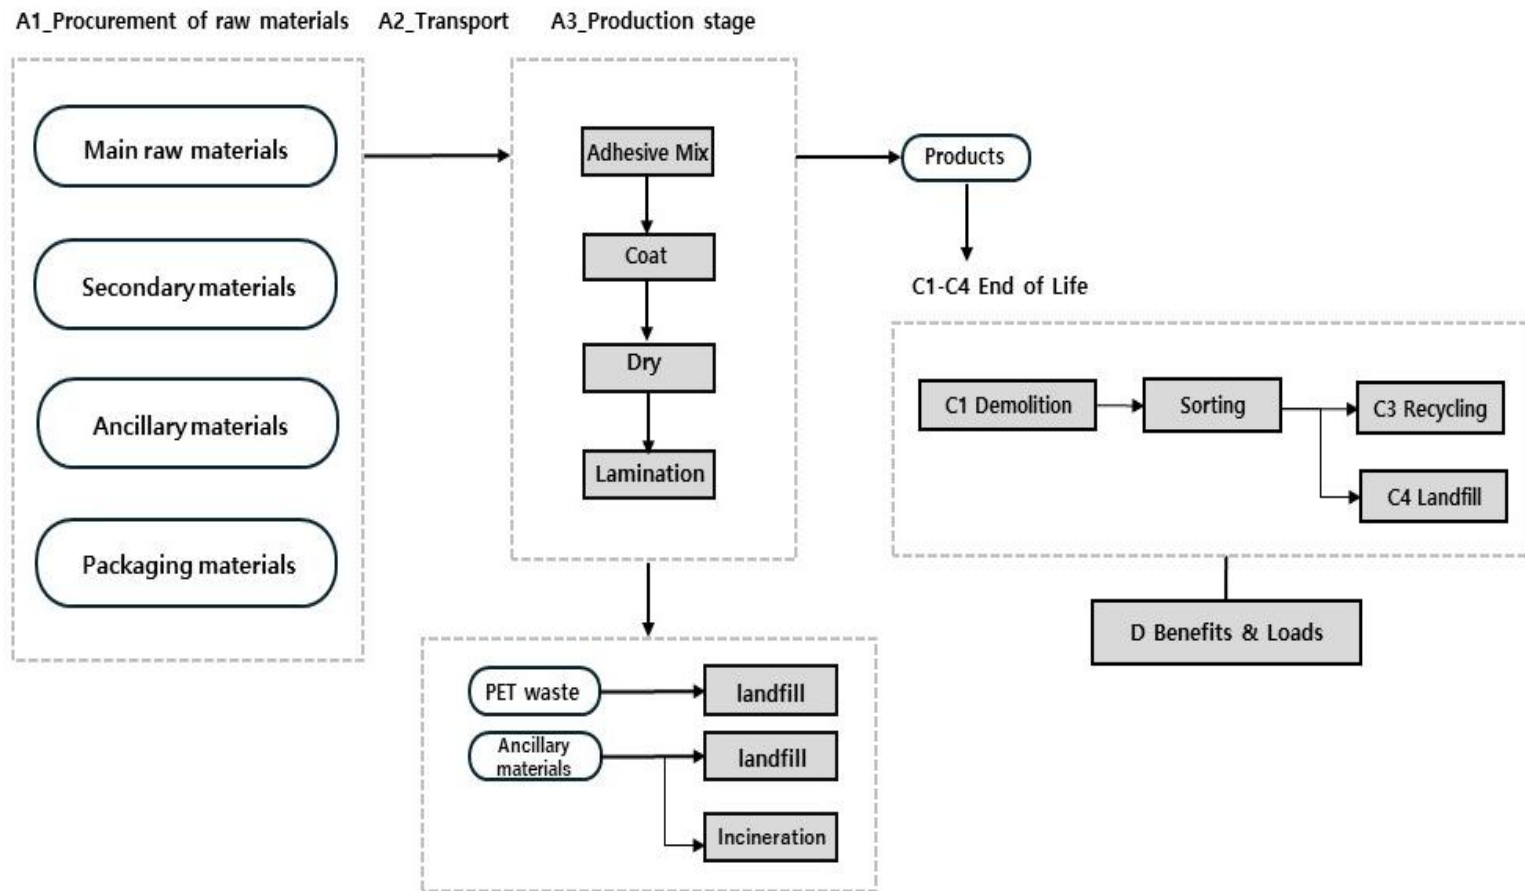 A1_Procurement of raw materials
A2_Transport
A3_Production stage
Main raw materials
Secondary materials
Ancillary materials
Packaging materials
Adhesive Mix
Coat
Dry
Lamination
Products
C1-C4 End of Life
C1 Demolition
Sorting
C3 Recycling
C4 Landfill
D Benefits & Loads
PET waste
landfill
Ancillary
materials
landfill
Incineration